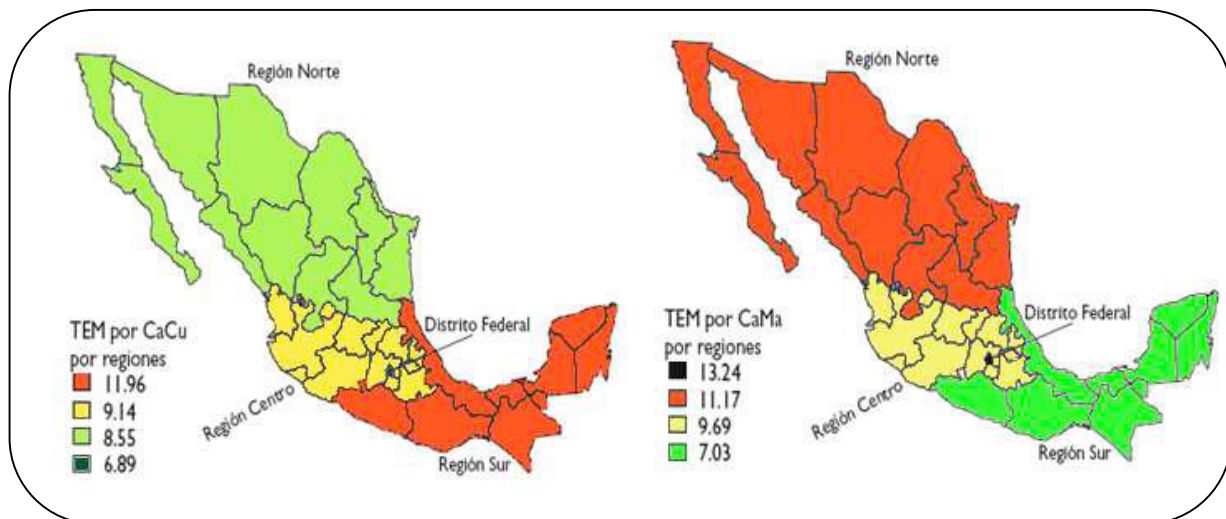 Región Norte
Distrito Federal
TEM por CaCu
por regiones
11.96
9.14
8.55
6.89
Región Centro
Región Sur
Región Norte
Distrito Federal
TEM por CaMa
por regiones
13.24
11.17
9.69
7.03
Región Centro
Región Sur